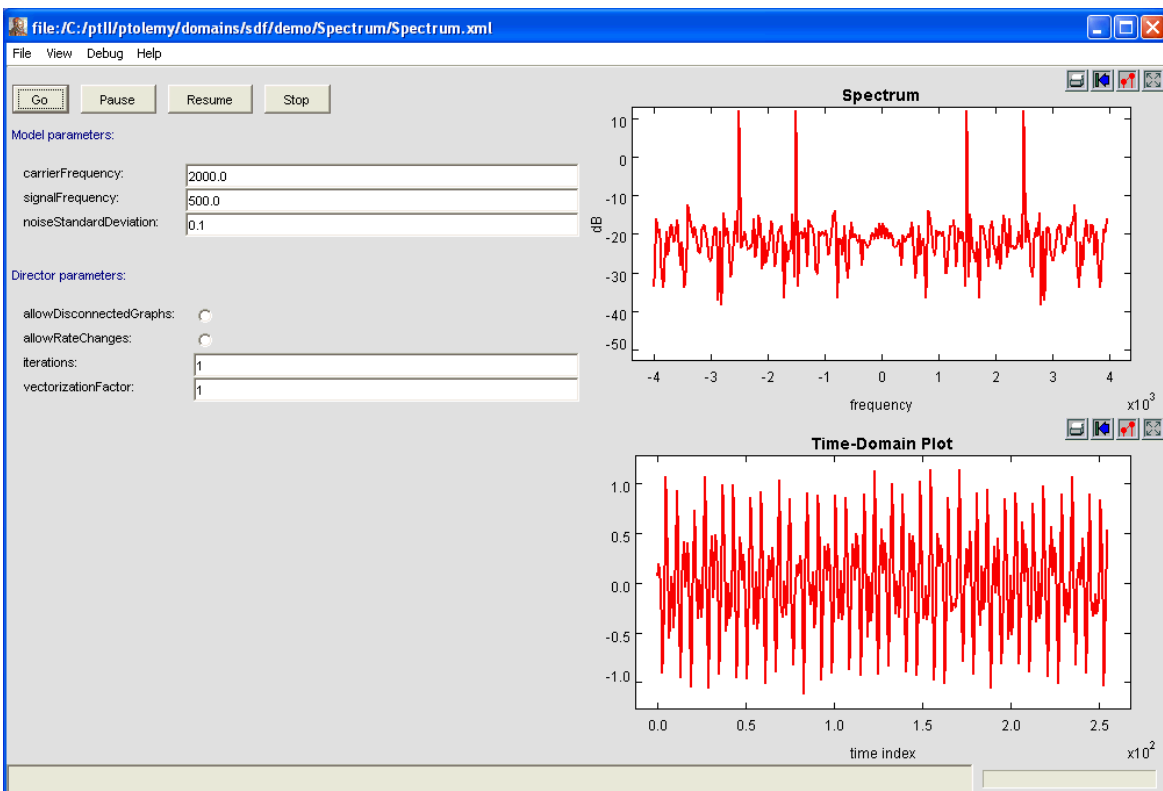 file:/C:/ptII/ptolemy/domains/sdf/demo/Spectrum/Spectrum.xml
File View Debug Help
Go Pause Resume Stop
Model parameters:
carrierFrequency: 2000.0
signalFrequency: 500.0
noiseStandardDeviation: 0.1
Director parameters:
allowDisconnectedGraphs:
allowRateChanges:
iterations: 1
vectorizationFactor: 1
Spectrum
10
0
-10
-20
-30
-40
-50
dB
-4 -3 -2 -1 0 1 2 3 4
frequency
x10^3
Time-Domain Plot
1.0
0.5
0.0
-0.5
-1.0
0.0 0.5 1.0 1.5 2.0 2.5
time index
x10^2